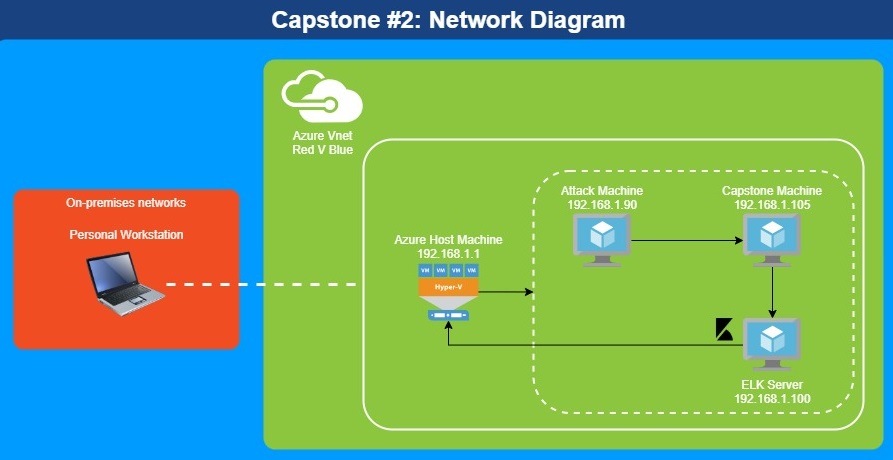 Capstone #2: Network Diagram
Azure Vnet
Red V Blue
On-premises networks
Personal Workstation
Azure Host Machine
192.168.1.1
VM VM VM VM
Hyper-V
Attack Machine
192.168.1.90
Capstone Machine
192.168.1.105
ELK Server
192.168.1.100